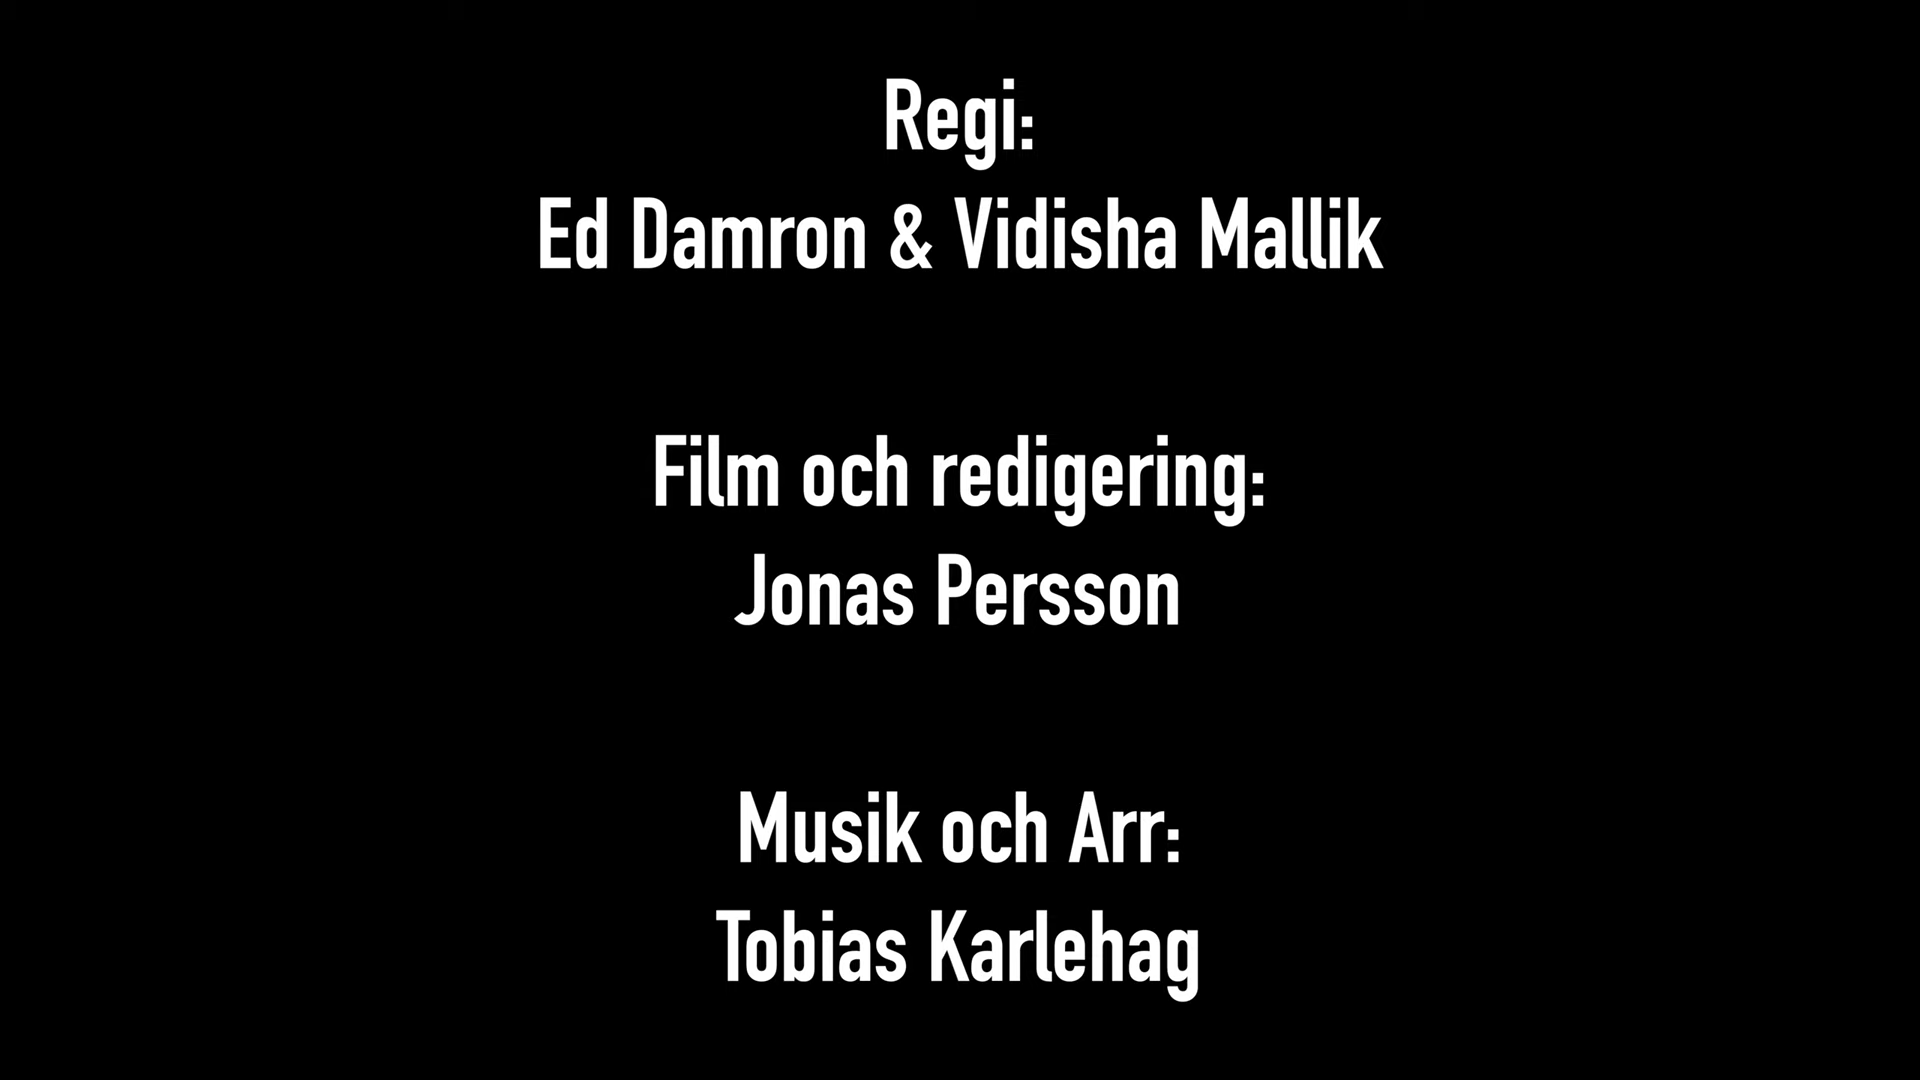 Regi:
Ed Damron & Vidisha Mallik
Film och redigering:
Jonas Persson
Musik och Arr:
Tobias Karlehag